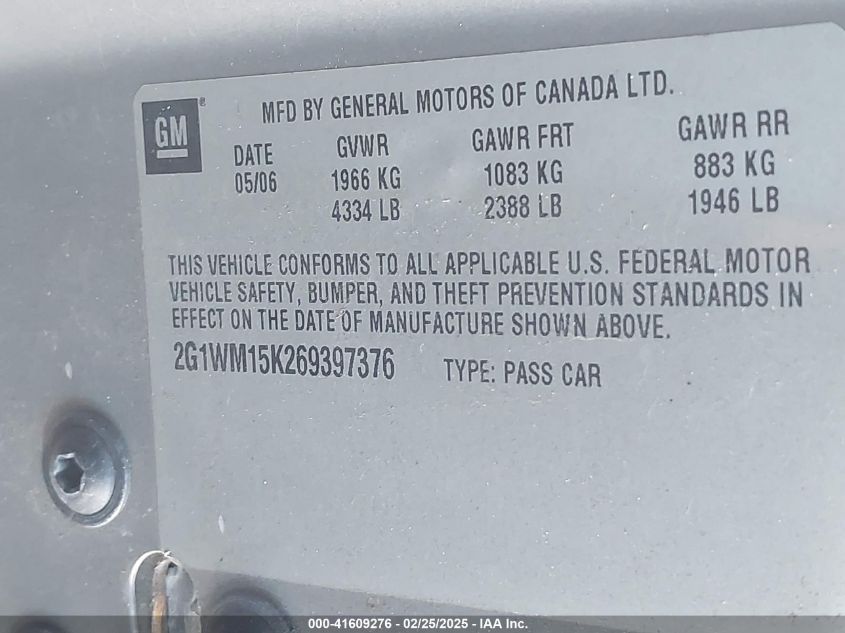 GM®
MFD BY GENERAL MOTORS OF CANADA LTD.
DATE GVWR GAWR FRT GAWR RR
05/06 1966 KG 1083 KG 883 KG
4334 LB 2388 LB 1946 LB
THIS VEHICLE CONFORMS TO ALL APPLICABLE U.S. FEDERAL MOTOR
VEHICLE SAFETY, BUMPER, AND THEFT PREVENTION STANDARDS IN
EFFECT ON THE DATE OF MANUFACTURE SHOWN ABOVE.
2G1WM15K269397376 TYPE: PASS CAR
000-41609276 - 02/25/2025 - IAA Inc.